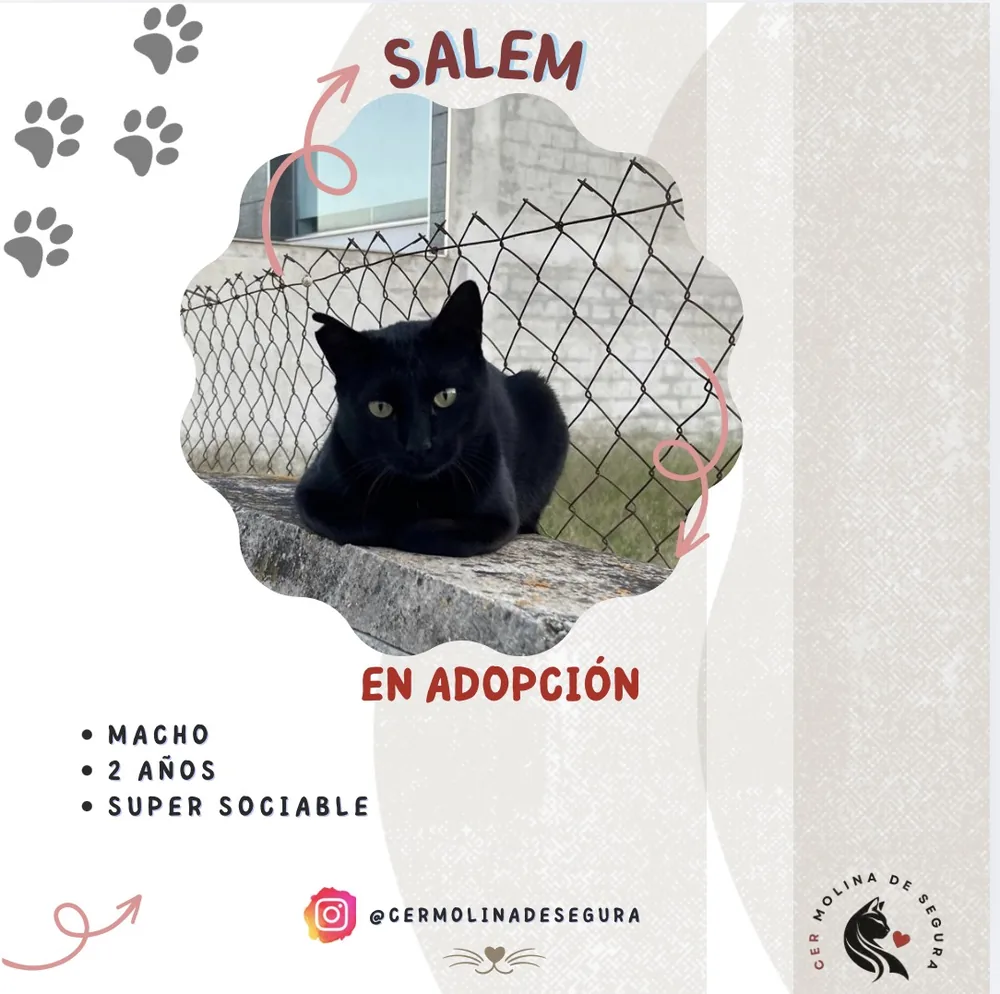 SALEM
EN ADOPCIÓN
MACHO
2 AÑOS
SUPER SOCIABLE
@CERMOLINADESEGURA
CER MOLINA DE SEGURA